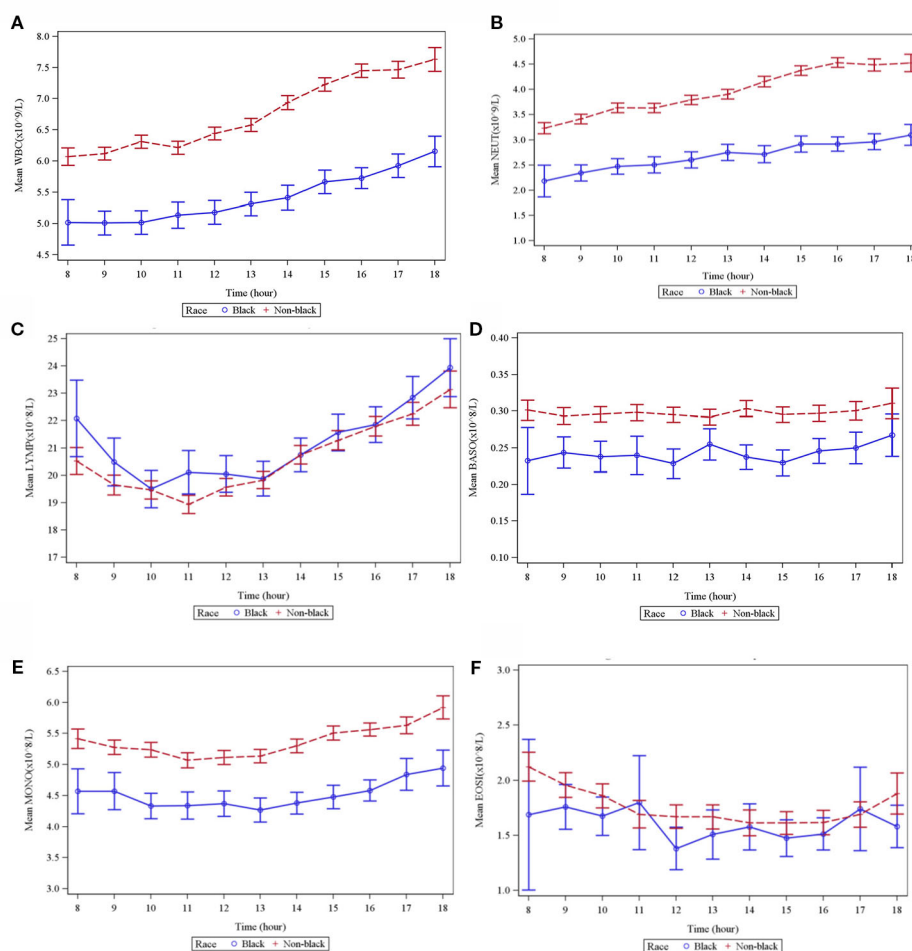 A
Mean WBC(x10^9/L)
8.0
7.5
7.0
6.5
6.0
5.5
5.0
4.5
8 9 10 11 12 13 14 15 16 17 18
Time (hour)
Race Black Non-black
B
Mean NEUT(x10^9/L)
5.0
4.5
4.0
3.5
3.0
2.5
2.0
1.5
1.0
8 9 10 11 12 13 14 15 16 17 18
Time (hour)
Race Black Non-black
C
Mean LYMP(x10^8/L)
25
24
23
22
21
20
19
18
17
8 9 10 11 12 13 14 15 16 17 18
Time (hour)
Race Black Non-black
D
Mean BASO(x10^8/L)
0.40
0.35
0.30
0.25
0.20
0.15
0.10
8 9 10 11 12 13 14 15 16 17 18
Time (hour)
Race Black Non-black
E
Mean MONO(x10^8/L)
6.5
6.0
5.5
5.0
4.5
4.0
3.5
3.0
8 9 10 11 12 13 14 15 16 17 18
Time (hour)
Race Black Non-black
F
Mean EOSI(x10^8/L)
3.0
2.5
2.0
1.5
1.0
8 9 10 11 12 13 14 15 16 17 18
Time (hour)
Race Black Non-black